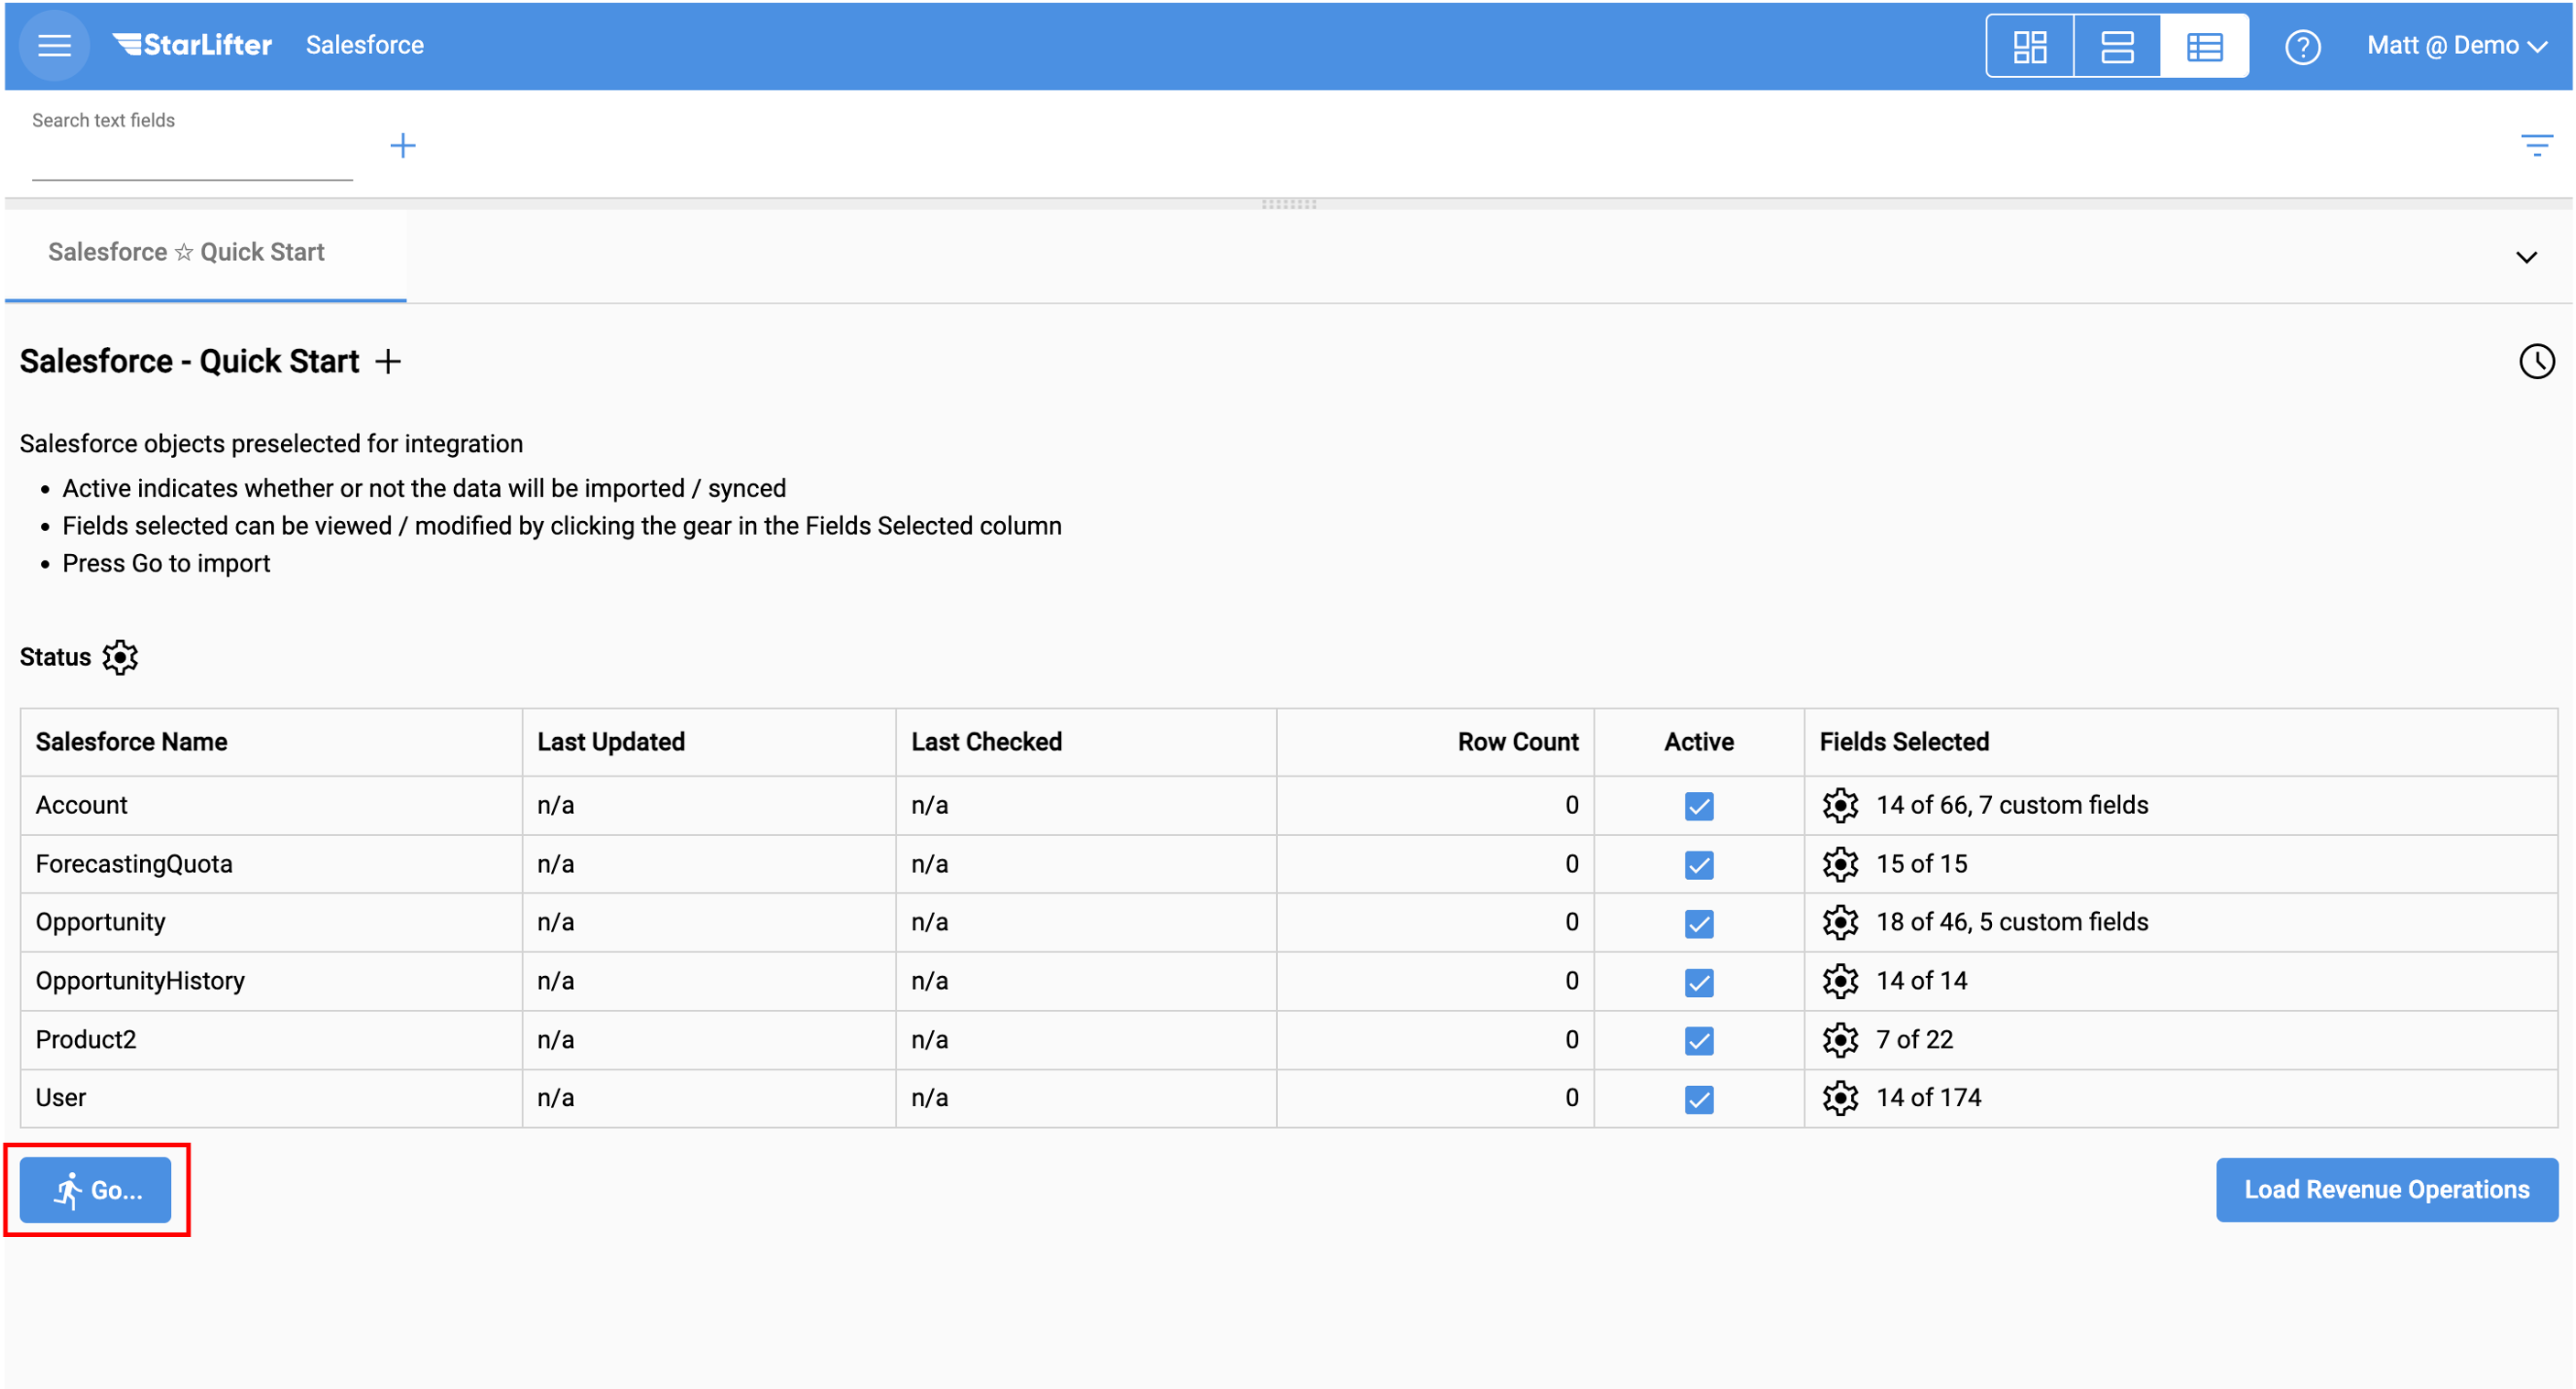 StarLifter Salesforce Matt @ Demo
Search text fields
Salesforce ☆ Quick Start
Salesforce - Quick Start
Salesforce objects preselected for integration
• Active indicates whether or not the data will be imported / synced
• Fields selected can be viewed / modified by clicking the gear in the Fields Selected column
• Press Go to import
Status
Salesforce Name Last Updated Last Checked Row Count Active Fields Selected
Account n/a n/a 0 14 of 66, 7 custom fields
ForecastingQuota n/a n/a 0 15 of 15
Opportunity n/a n/a 0 18 of 46, 5 custom fields
OpportunityHistory n/a n/a 0 14 of 14
Product2 n/a n/a 0 7 of 22
User n/a n/a 0 14 of 174
Go... Load Revenue Operations